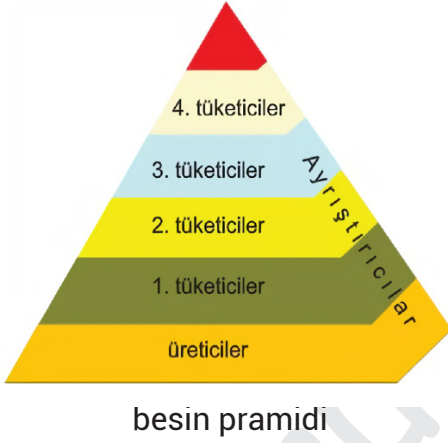 4. tüketiciler
3. tüketiciler
2. tüketiciler
1. tüketiciler
üreticiler
Ayrıştırıcılar
besin pramidi